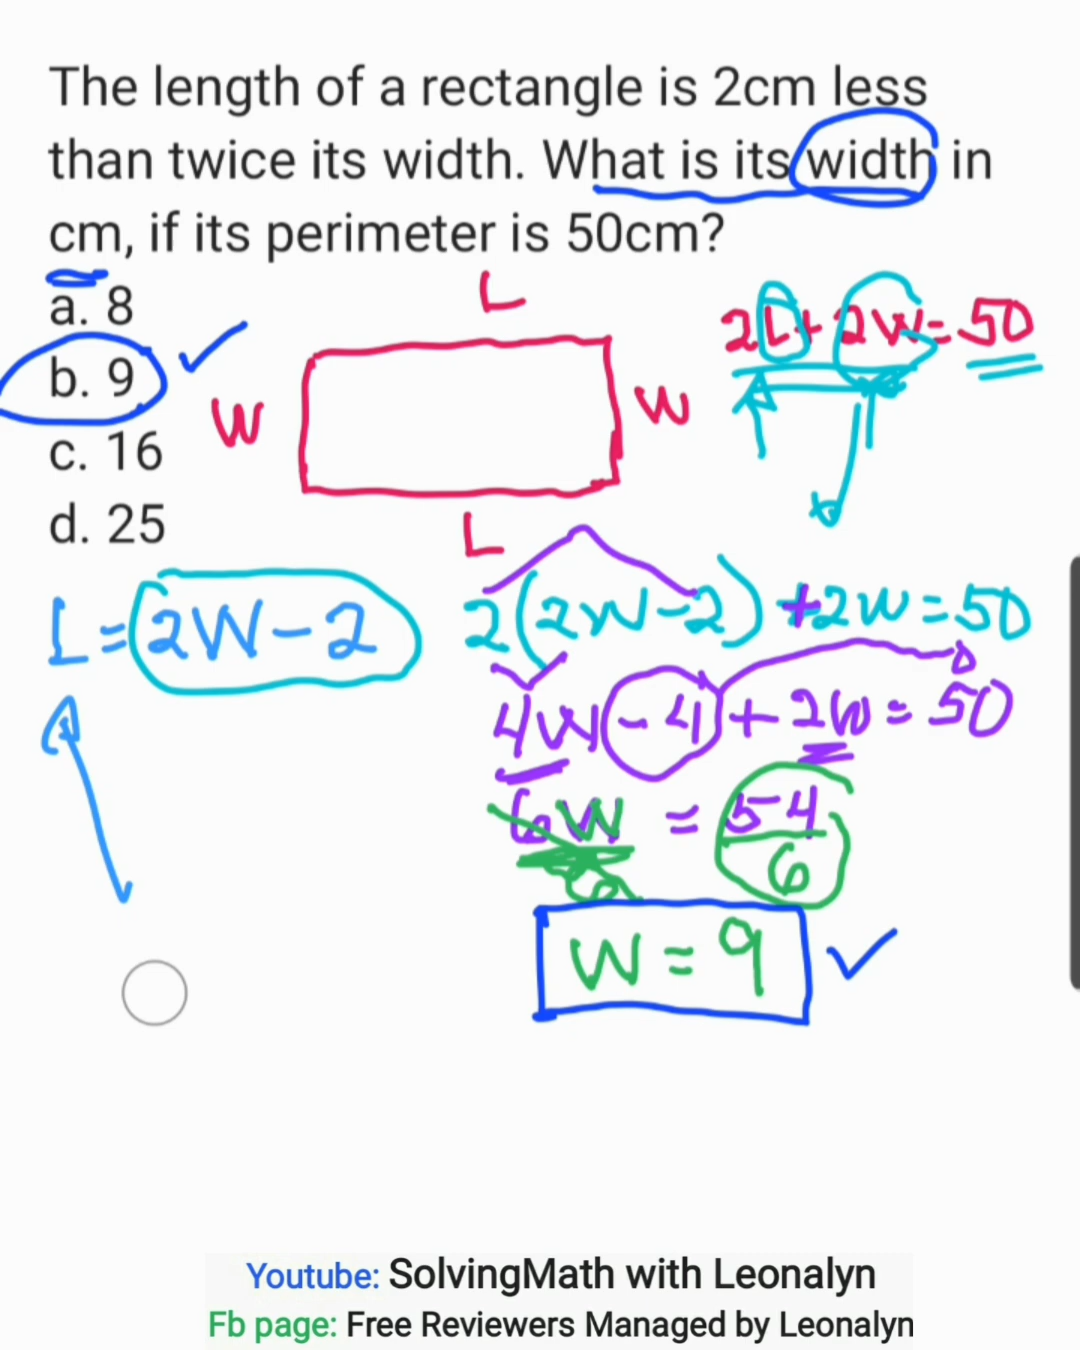 The length of a rectangle is 2cm less
than twice its width. What is its width in
cm, if its perimeter is 50cm?
a. 8
b. 9
c. 16
d. 25
L
W
W
L
2L+2W=50
L=2W-2
2(2W-2)+2W=50
4W-4+2W=50
6W = 54
6 6
W=9
Youtube: SolvingMath with Leonalyn
Fb page: Free Reviewers Managed by Leonalyn